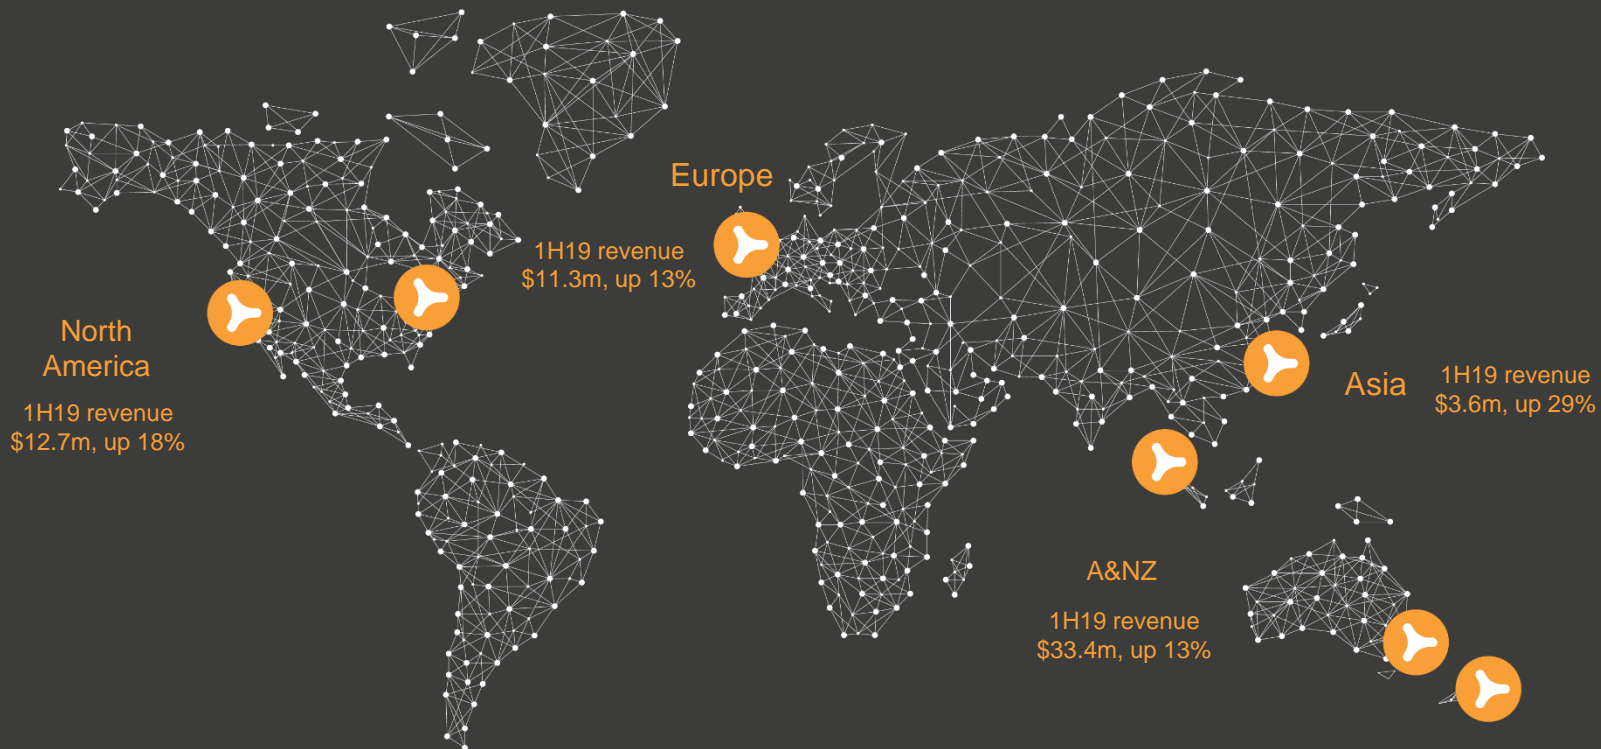 Europe
1H19 revenue
$11.3m, up 13%
North
America
1H19 revenue
$12.7m, up 18%
Asia
1H19 revenue
$3.6m, up 29%
A&NZ
1H19 revenue
$33.4m, up 13%